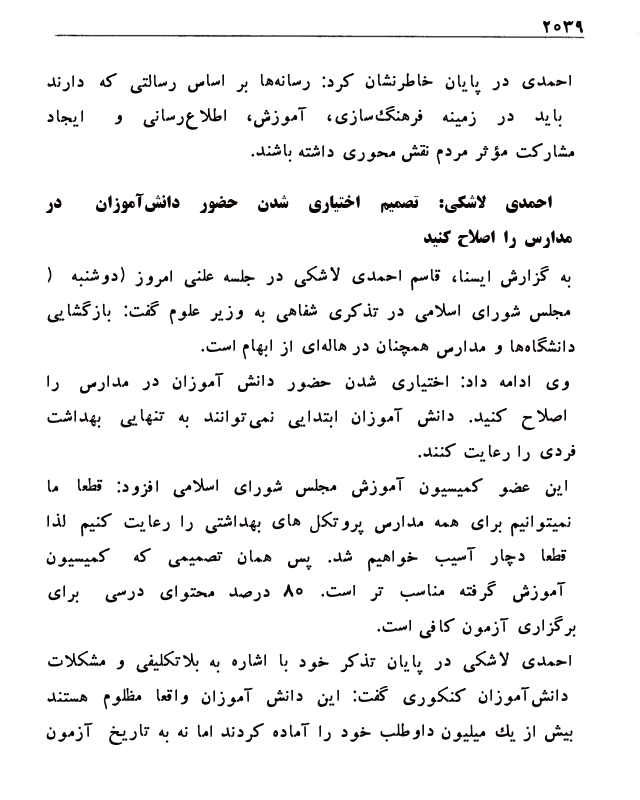 ۲۰۳۹
احمدی در پایان خاطرنشان کرد: رسانه‌ها بر اساس رسالتی که دارند
باید در زمینه فرهنگ‌سازی، آموزش، اطلاع‌رسانی و ایجاد
مشارکت مؤثر مردم نقش محوری داشته باشند.
احمدی لاشکی: تصمیم اختیاری شدن حضور دانش‌آموزان در
مدارس را اصلاح کنید
به گزارش ایسنا، قاسم احمدی لاشکی در جلسه علنی امروز (دوشنبه (
مجلس شورای اسلامی در تذکری شفاهی به وزیر علوم گفت: بازگشایی
دانشگاه‌ها و مدارس همچنان در هاله‌ای از ابهام است.
وی ادامه داد: اختیاری شدن حضور دانش آموزان در مدارس را
اصلاح کنید. دانش آموزان ابتدایی نمی‌توانند به تنهایی بهداشت
فردی را رعایت کنند.
این عضو کمیسیون آموزش مجلس شورای اسلامی افزود: قطعا ما
نمیتوانیم برای همه مدارس پروتکل های بهداشتی را رعایت کنیم لذا
قطعا دچار آسیب خواهیم شد. پس همان تصمیمی که کمیسیون
آموزش گرفته مناسب تر است. ۸۰ درصد محتوای درسی برای
برگزاری آزمون کافی است.
احمدی لاشکی در پایان تذکر خود با اشاره به بلاتکلیفی و مشکلات
دانش‌آموزان کنکوری گفت: این دانش آموزان واقعا مظلوم هستند
بیش از یك میلیون داوطلب خود را آماده کردند اما نه به تاریخ آزمون